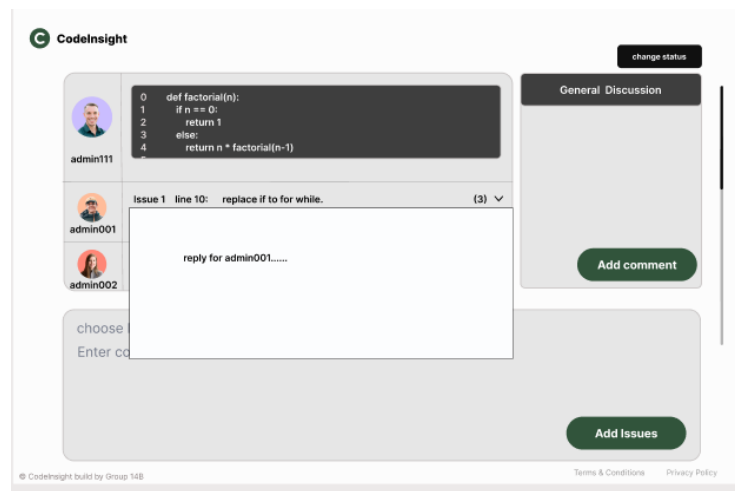 C CodeInsight
change status
General Discussion
0 def factorial(n):
1 if n == 0:
2 return 1
3 else:
4 return n * factorial(n-1)
admin111
Issue 1 line 10: replace if to for while. (3)
admin001
reply for admin001......
admin002
Add comment
choose
Enter
Add Issues
© CodeInsight build by Group 14B
Terms & Conditions Privacy Policy